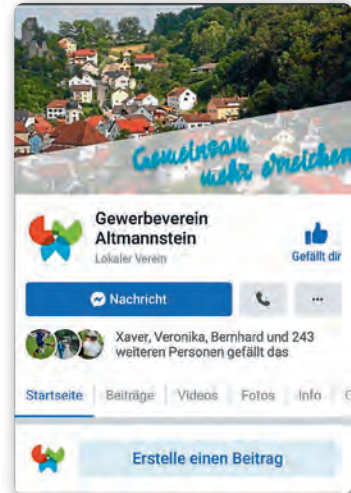 Gemeinsam
mehr erreichen
Gewerbeverein
Altmannstein
Lokaler Verein
Gefällt dir
Nachricht
Xaver, Veronika, Bernhard und 243
weiteren Personen gefällt das
Startseite Beiträge Videos Fotos Info
Erstelle einen Beitrag